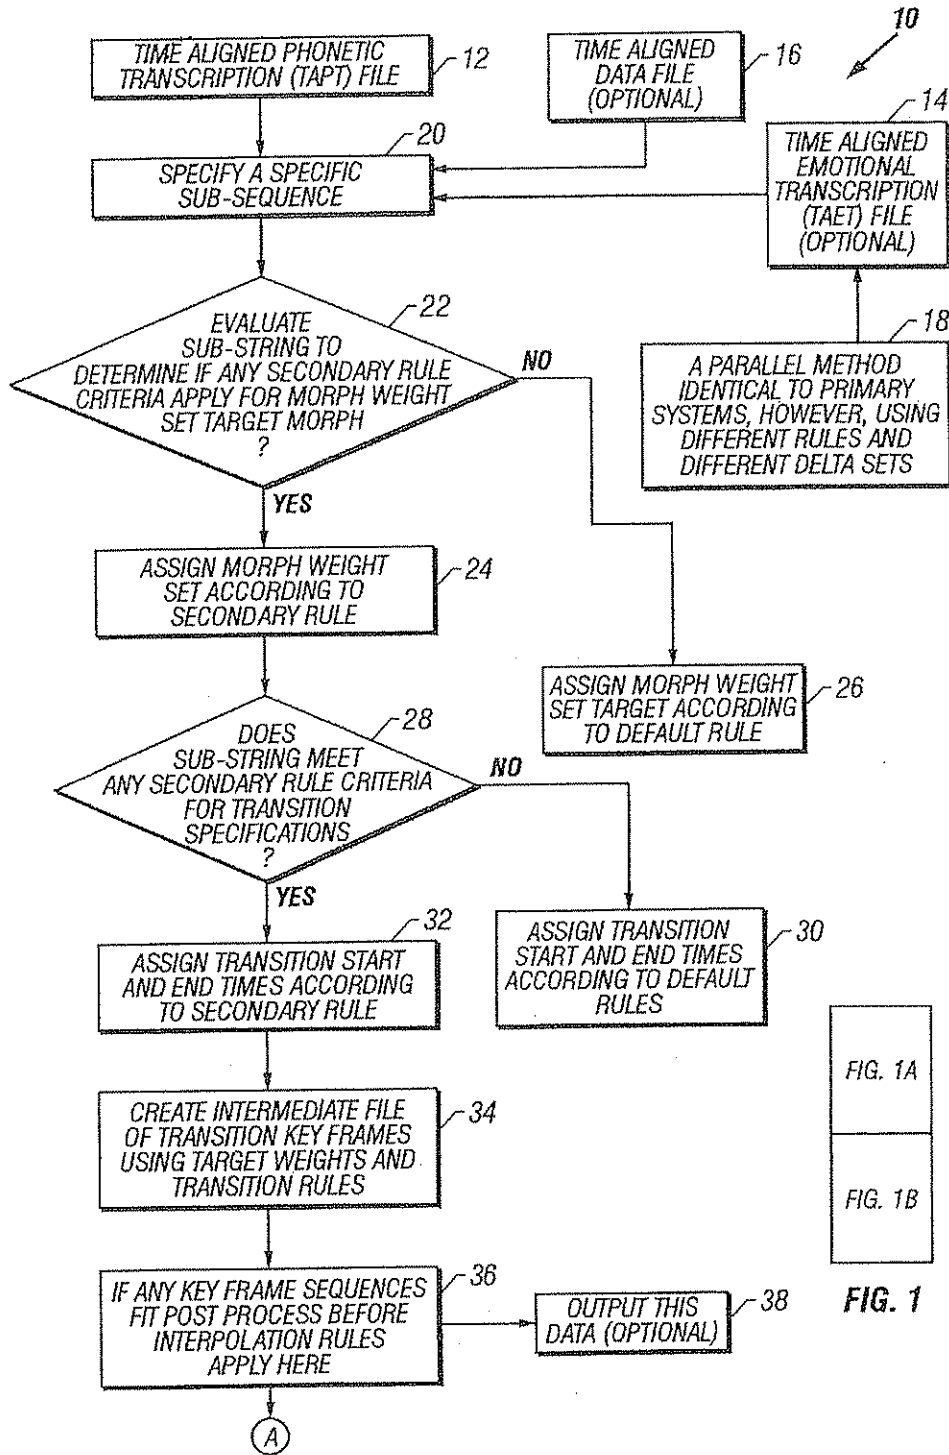 10
TIME ALIGNED PHONETIC
TRANSCRIPTION (TAPT) FILE
12
TIME ALIGNED
DATA FILE
(OPTIONAL)
16
14
TIME ALIGNED
EMOTIONAL
TRANSCRIPTION
(TAET) FILE
(OPTIONAL)
20
SPECIFY A SPECIFIC
SUB-SEQUENCE
22
EVALUATE
SUB-STRING TO
DETERMINE IF ANY SECONDARY RULE
CRITERIA APPLY FOR MORPH WEIGHT
SET TARGET MORPH
?
NO
YES
18
A PARALLEL METHOD
IDENTICAL TO PRIMARY
SYSTEMS, HOWEVER, USING
DIFFERENT RULES AND
DIFFERENT DELTA SETS
ASSIGN MORPH WEIGHT
SET ACCORDING TO
SECONDARY RULE
24
ASSIGN MORPH WEIGHT
SET TARGET ACCORDING
TO DEFAULT RULE
26
28
DOES
SUB-STRING MEET
ANY SECONDARY RULE CRITERIA
FOR TRANSITION
SPECIFICATIONS
?
NO
YES
32
ASSIGN TRANSITION START
AND END TIMES ACCORDING
TO SECONDARY RULE
ASSIGN TRANSITION
START AND END TIMES
ACCORDING TO DEFAULT
RULES
30
CREATE INTERMEDIATE FILE
OF TRANSITION KEY FRAMES
USING TARGET WEIGHTS AND
TRANSITION RULES
34
IF ANY KEY FRAME SEQUENCES
FIT POST PROCESS BEFORE
INTERPOLATION RULES
APPLY HERE
36
OUTPUT THIS
DATA (OPTIONAL)
38
A
FIG. 1A
FIG. 1B
FIG. 1